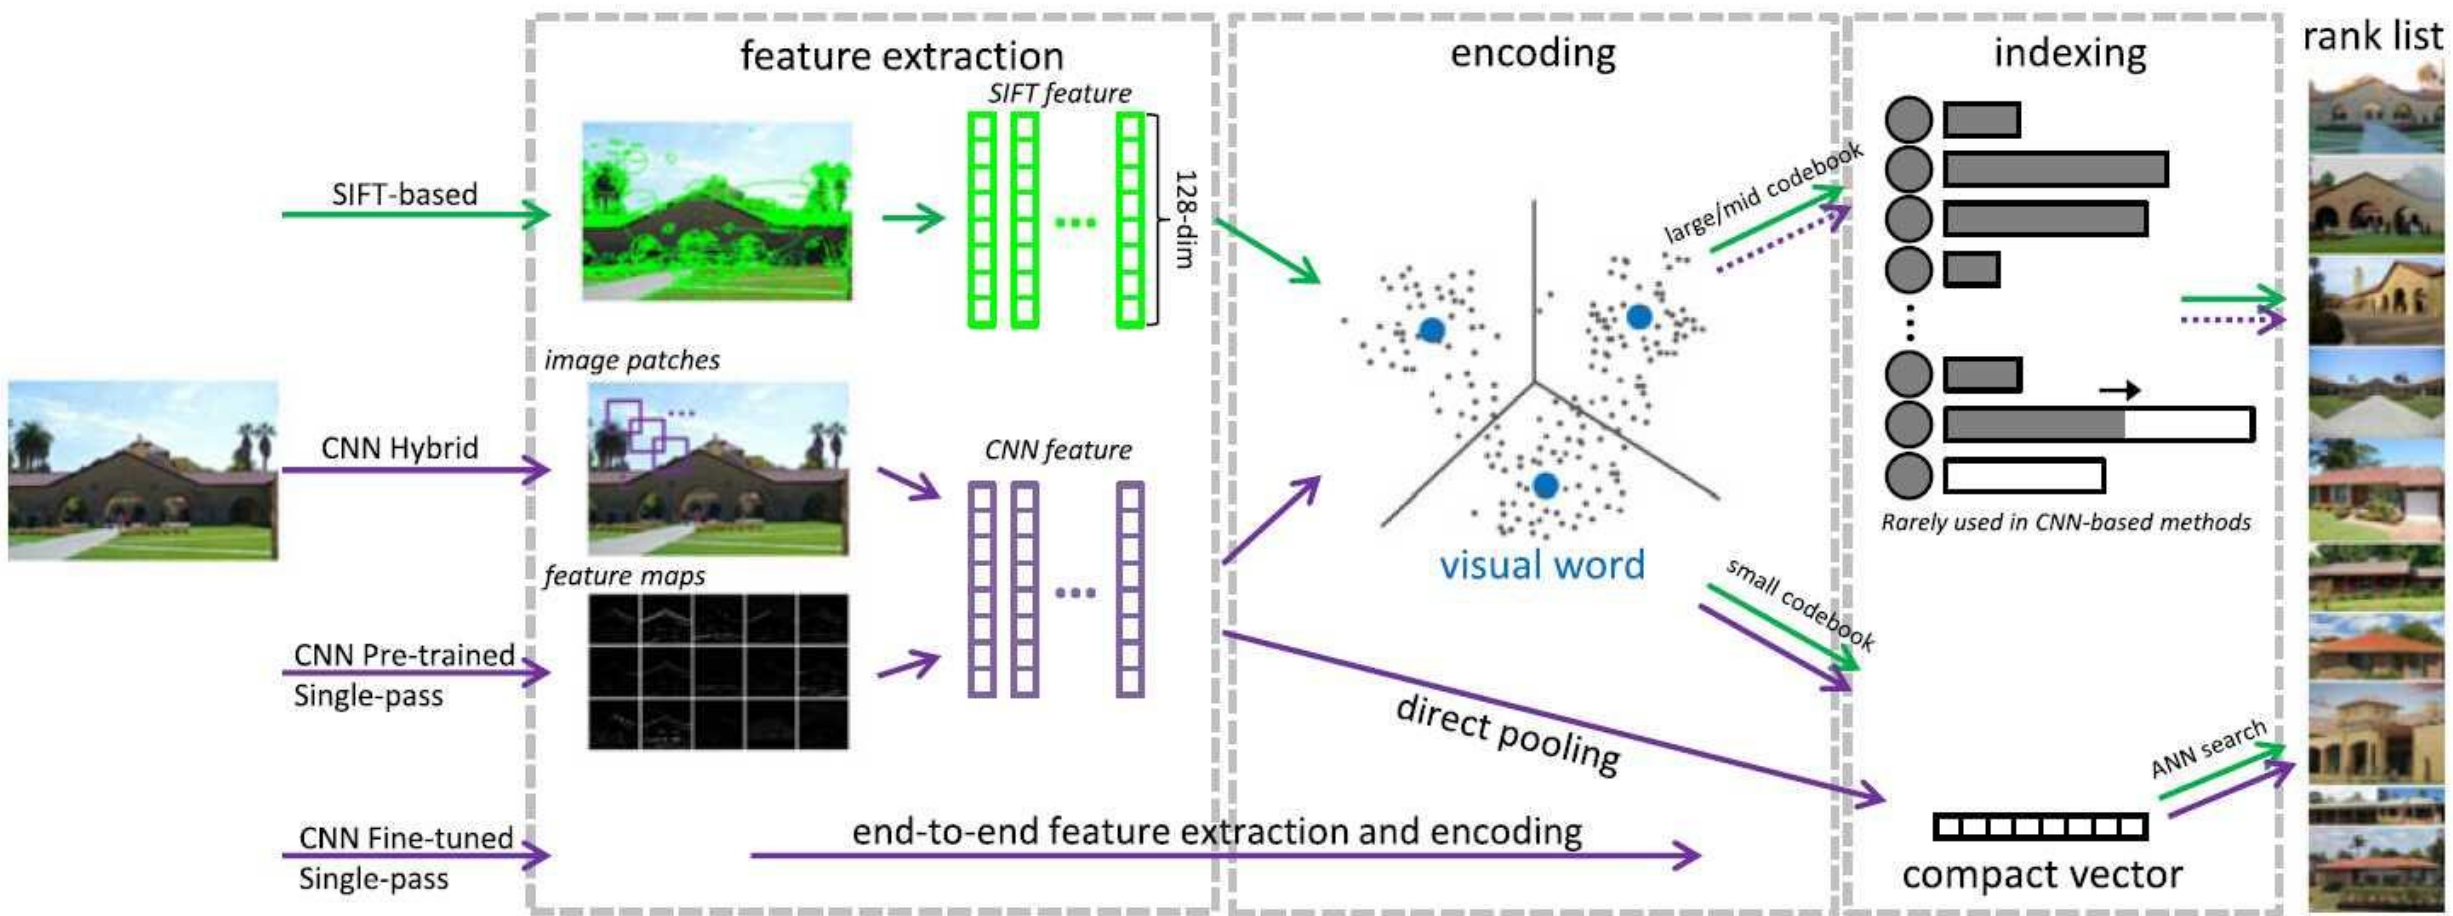 feature extraction
encoding
indexing
rank list
SIFT feature
128-dim
SIFT-based
large/mid codebook
image patches
CNN Hybrid
CNN feature
Rarely used in CNN-based methods
feature maps
visual word
small codebook
CNN Pre-trained
Single-pass
direct pooling
ANN search
CNN Fine-tuned
Single-pass
end-to-end feature extraction and encoding
compact vector